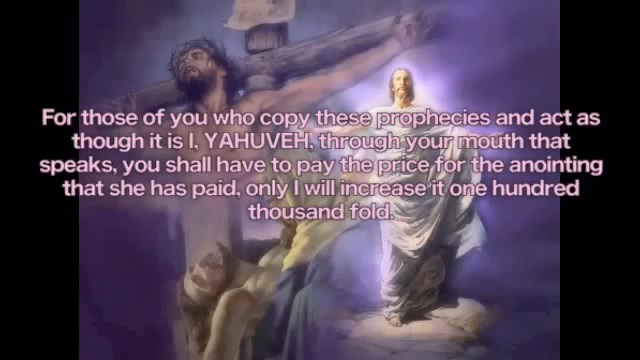 For those of you who copy these prophecies and act as
though it is I, YAHUVEH, through your mouth that
speaks, you shall have to pay the price for the anointing
that she has paid, only I will increase it one hundred
thousand fold.